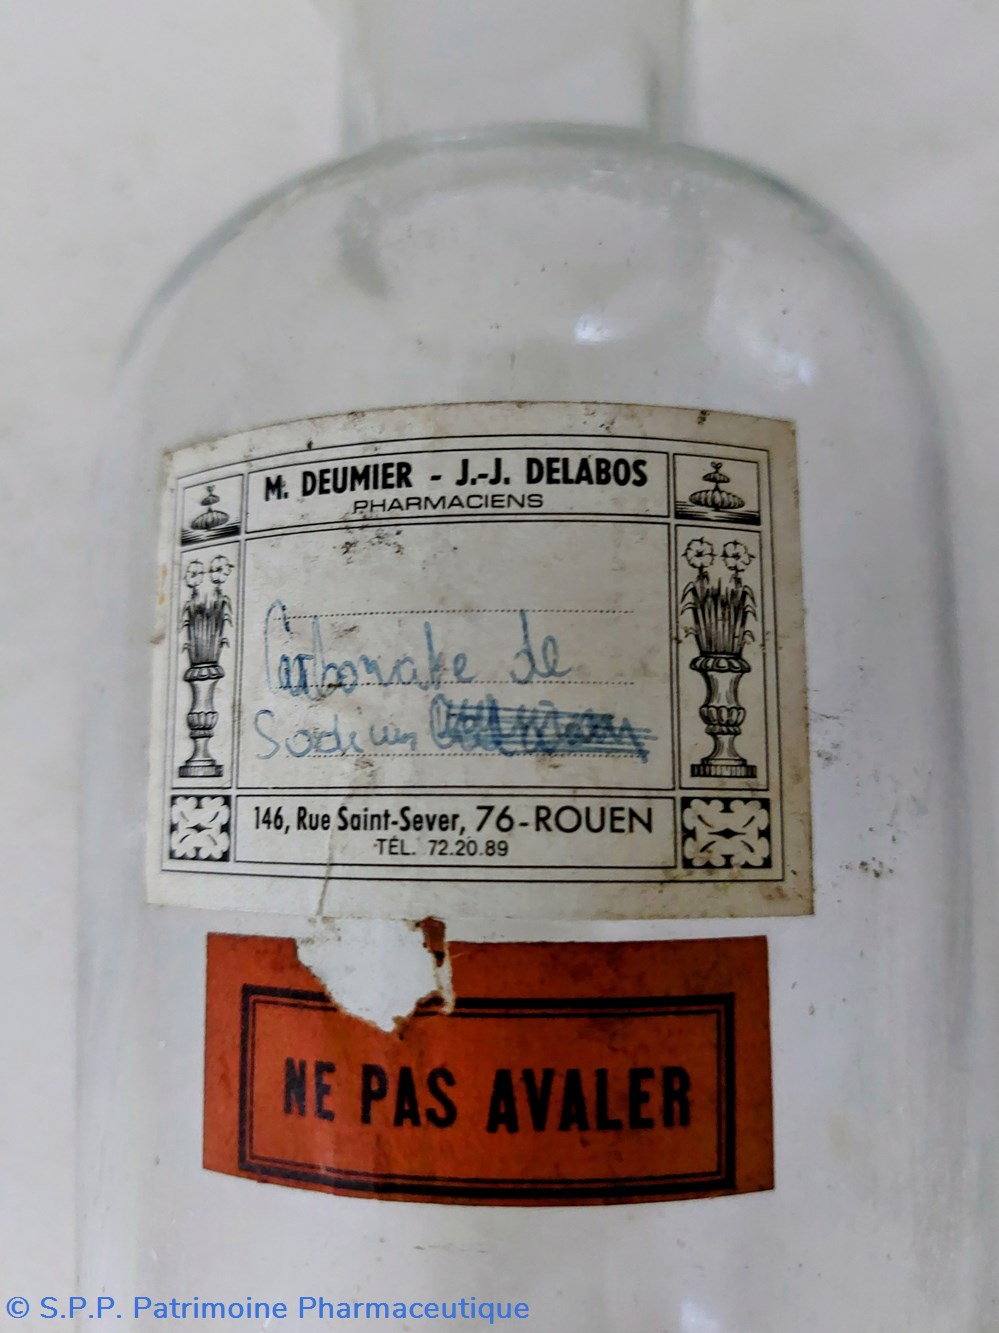 M. DEUMIER - J.-J. DELABOS
PHARMACIENS
Carbonate de
Sodium
146, Rue Saint-Sever, 76-ROUEN
TÉL. 72.20.89
NE PAS AVALER
© S.P.P. Patrimoine Pharmaceutique